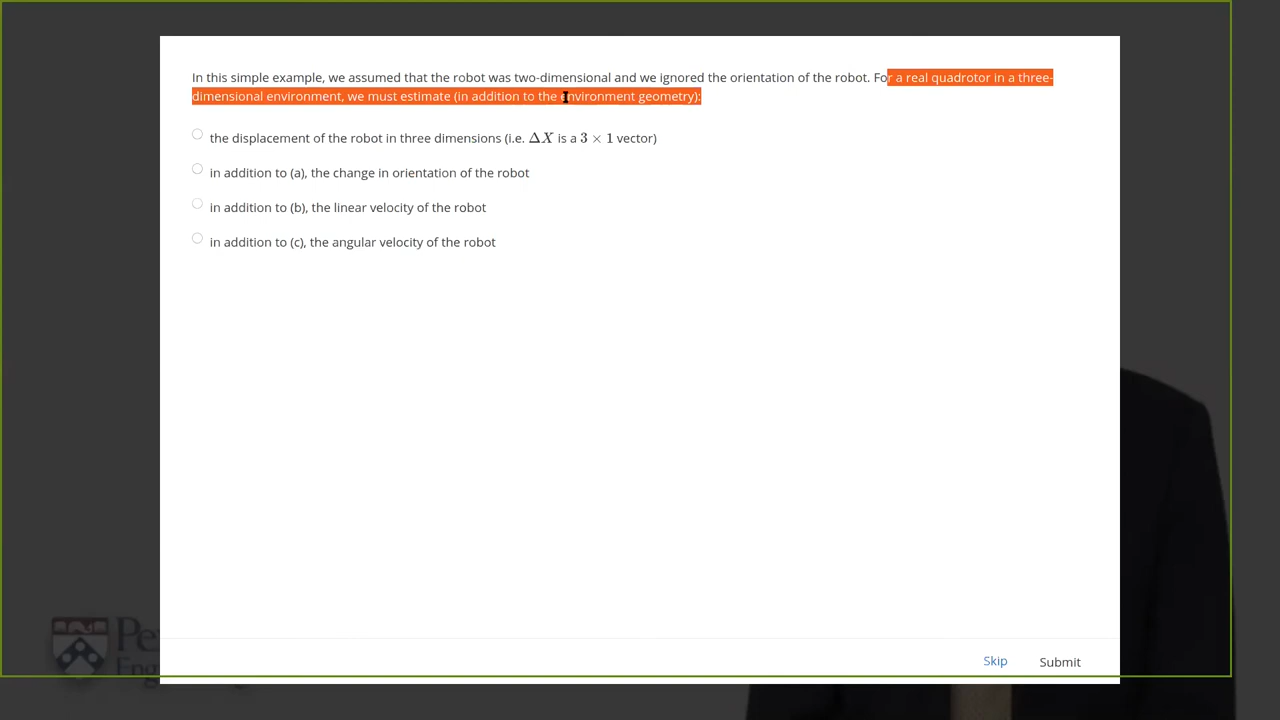 In this simple example, we assumed that the robot was two-dimensional and we ignored the orientation of the robot. For a real quadrotor in a three-
dimensional environment, we must estimate (in addition to the environment geometry):
the displacement of the robot in three dimensions (i.e. ΔX is a 3 × 1 vector)
in addition to (a), the change in orientation of the robot
in addition to (b), the linear velocity of the robot
in addition to (c), the angular velocity of the robot
Pe
Engi
Skip
Submit